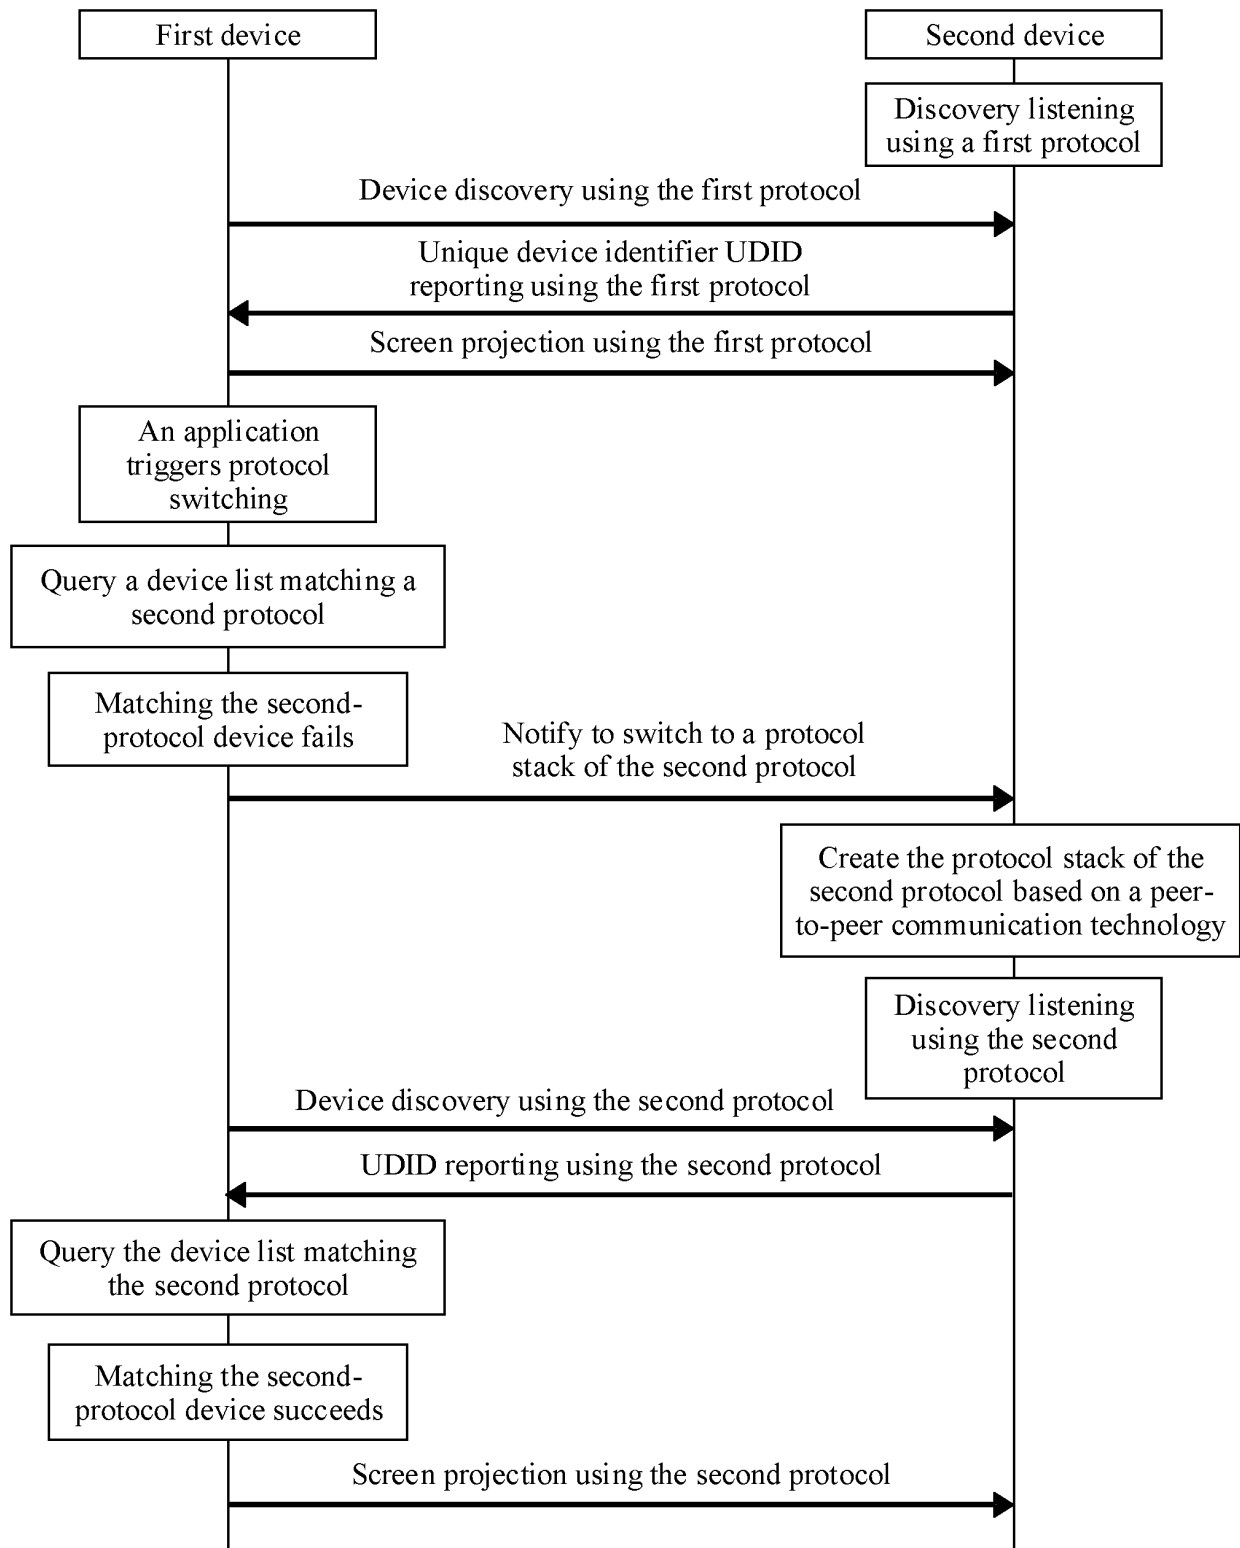 First device
Second device
Discovery listening
using a first protocol
Device discovery using the first protocol
Unique device identifier UDID
reporting using the first protocol
Screen projection using the first protocol
An application
triggers protocol
switching
Query a device list matching a
second protocol
Matching the second-
protocol device fails
Notify to switch to a protocol
stack of the second protocol
Create the protocol stack of the
second protocol based on a peer-
to-peer communication technology
Discovery listening
using the second
protocol
Device discovery using the second protocol
UDID reporting using the second protocol
Query the device list matching
the second protocol
Matching the second-
protocol device succeeds
Screen projection using the second protocol